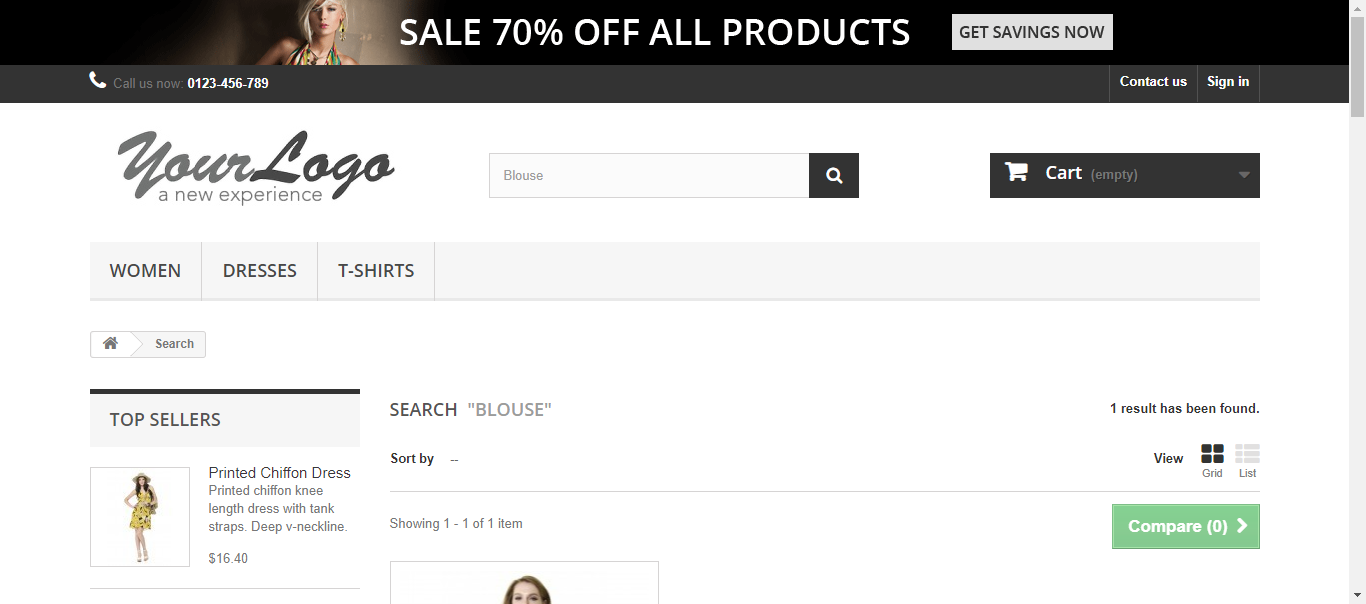 SALE 70% OFF ALL PRODUCTS
GET SAVINGS NOW
Call us now: 0123-456-789
Contact us
Sign in
YourLogo
a new experience
Blouse
Cart (empty)
WOMEN
DRESSES
T-SHIRTS
Search
TOP SELLERS
Printed Chiffon Dress
Printed chiffon knee
length dress with tank
straps. Deep v-neckline.
$16.40
SEARCH "BLOUSE"
1 result has been found.
Sort by --
View
Grid
List
Showing 1 - 1 of 1 item
Compare (0)